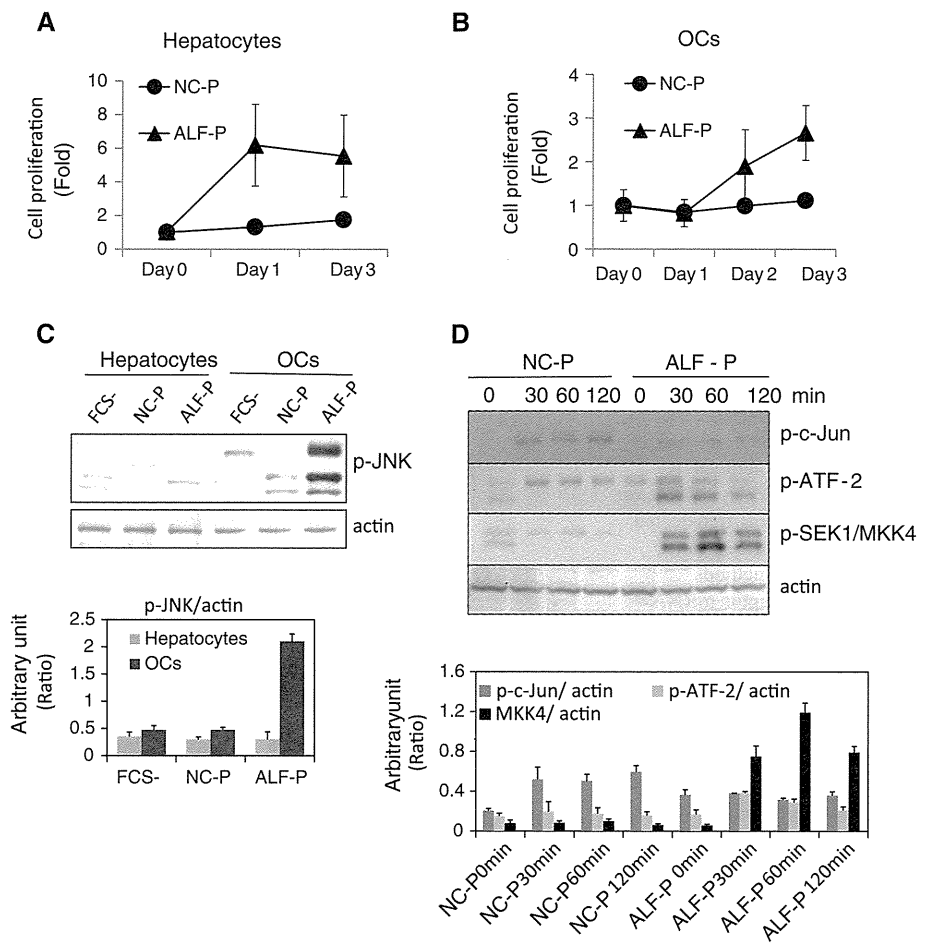 A
Hepatocytes
NC-P
ALF-P
Cell proliferation
(Fold)
10
8
6
4
2
0
Day 0
Day 1
Day 3
B
OCs
NC-P
ALF-P
Cell proliferation
(Fold)
4
3
2
1
0
Day 0
Day 1
Day 2
Day 3
C
Hepatocytes OCs
FCS- NC-P ALF-P FCS- NC-P ALF-P
p-JNK
actin
p-JNK/actin
Arbitrary unit
(Ratio)
2.5
2
1.5
1
0.5
0
Hepatocytes
OCs
FCS- NC-P ALF-P
D
NC-P ALF - P
0 30 60 120 0 30 60 120 min
p-c-Jun
p-ATF-2
p-SEK1/MKK4
actin
Arbitraryunit
(Ratio)
1.6
1.2
0.8
0.4
0
p-c-Jun/ actin p-ATF-2/ actin
MKK4/ actin
NC-P0min
NC-P30min
NC-P60min
NC-P 120min
ALF-P 0min
ALF-P30min
ALF-P 60min
ALF-P 120min